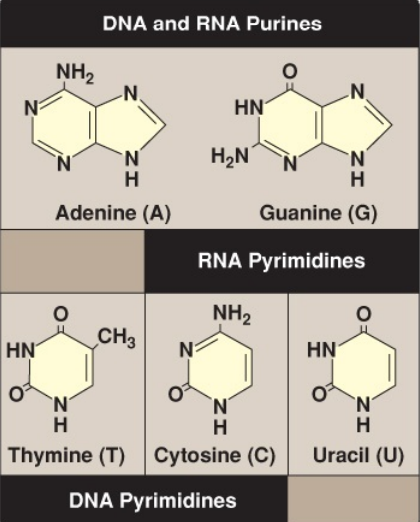 DNA and RNA Purines
NH₂
N
N
N
N
H
Adenine (A)
O
HN
H₂N
N
N
N
H
Guanine (G)
RNA Pyrimidines
O
CH₃
HN
O
N
H
Thymine (T)
NH₂
N
O
N
H
Cytosine (C)
O
HN
O
N
H
Uracil (U)
DNA Pyrimidines